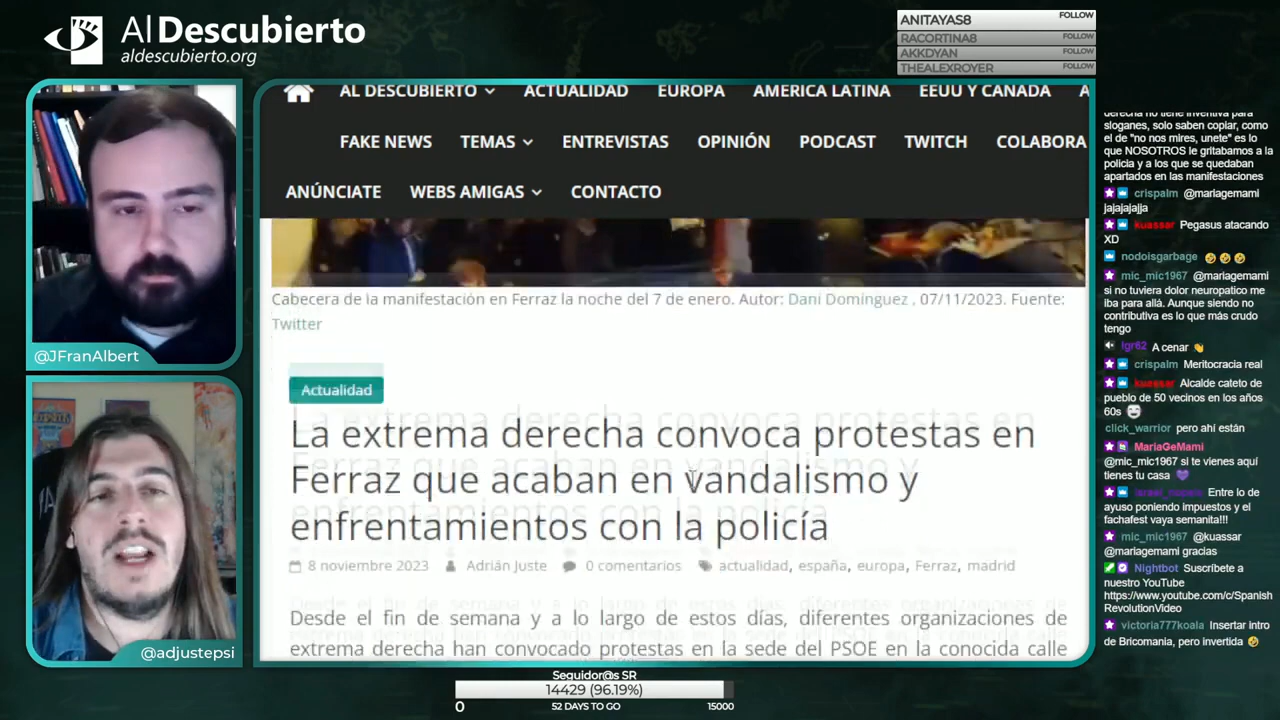 Al Descubierto
aldescubierto.org
ANITAYAS8 FOLLOW
RACORTINA8 FOLLOW
AKKDYAN FOLLOW
THEALEXROYER FOLLOW
@JFranAlbert
@adjustepsi
AL DESCUBIERTO ACTUALIDAD EUROPA AMÉRICA LATINA EEUU Y CANADA A
FAKE NEWS TEMAS ENTREVISTAS OPINIÓN PODCAST TWITCH COLABORA
ANÚNCIATE WEBS AMIGAS CONTACTO
Cabecera de la manifestación en Ferraz la noche del 7 de enero. Autor: Dani Domínguez , 07/11/2023. Fuente:
Twitter
Actualidad
La extrema derecha convoca protestas en
Ferraz que acaban en vandalismo y
enfrentamientos con la policía
8 noviembre 2023 Adrián Juste 0 comentarios actualidad, españa, europa, Ferraz, madrid
Desde el fin de semana y a lo largo de estos días, diferentes organizaciones de
extrema derecha han convocado protestas en la sede del PSOE en la conocida calle
derecha no tiene inventiva para
sloganes, solo saben copiar, como
el de "no nos mires, unete" es lo
que NOSOTROS le gritabamos a la
policia y a los que se quedaban
apartados en las manifestaciones
crispalm @mariagemami
jajajajajja
kuassar Pegasus atacando
XD
nodoisgarbage 🤣 🤣 🤣
mic_mic1967 @mariagemami
si no tuviera dolor neuropatico me
iba para allá. Aunque siendo no
contributiva es lo que más crudo
tengo
igr62 A cenar 👏
crispalm Meritocracia real
kuassar Alcalde cateto de
pueblo de 50 vecinos en los años
60s
click_warrior pero ahí están
MariaGeMami
@mic_mic1967 si te vienes aquí
tienes tu casa 💜
Entre lo de
ayuso poniendo impuestos y el
fachafest vaya semanita!!!
mic_mic1967 @kuassar
@mariagemami gracias
Nightbot Suscríbete a
nuestro YouTube
https://www.youtube.com/c/Spanish
RevolutionVideo
victoria777koala Insertar intro
de Bricomania, pero invertida 🤣
Seguidor@s SR
14429 (96.19%)
0 52 DAYS TO GO 15000